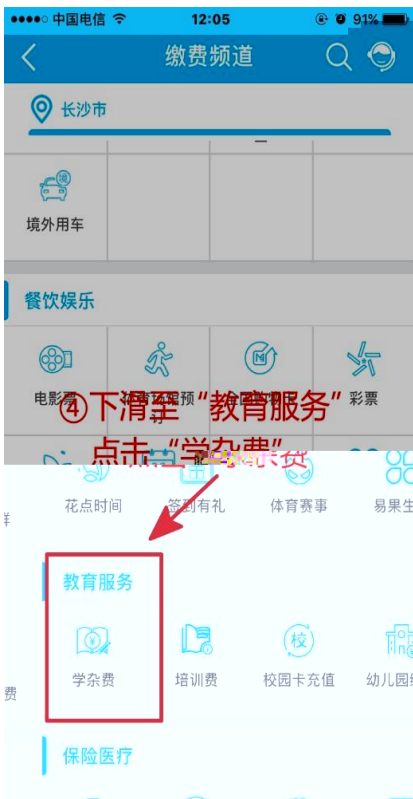 中国电信 12:05 91%
缴费频道
长沙市
境外用车
餐饮娱乐
电影票 彩票
④下滑至“教育服务”
点击“学杂费”
花点时间 签到有礼 体育赛事 易果生
群
教育服务
学杂费 培训费 校园卡充值 幼儿园
费
保险医疗